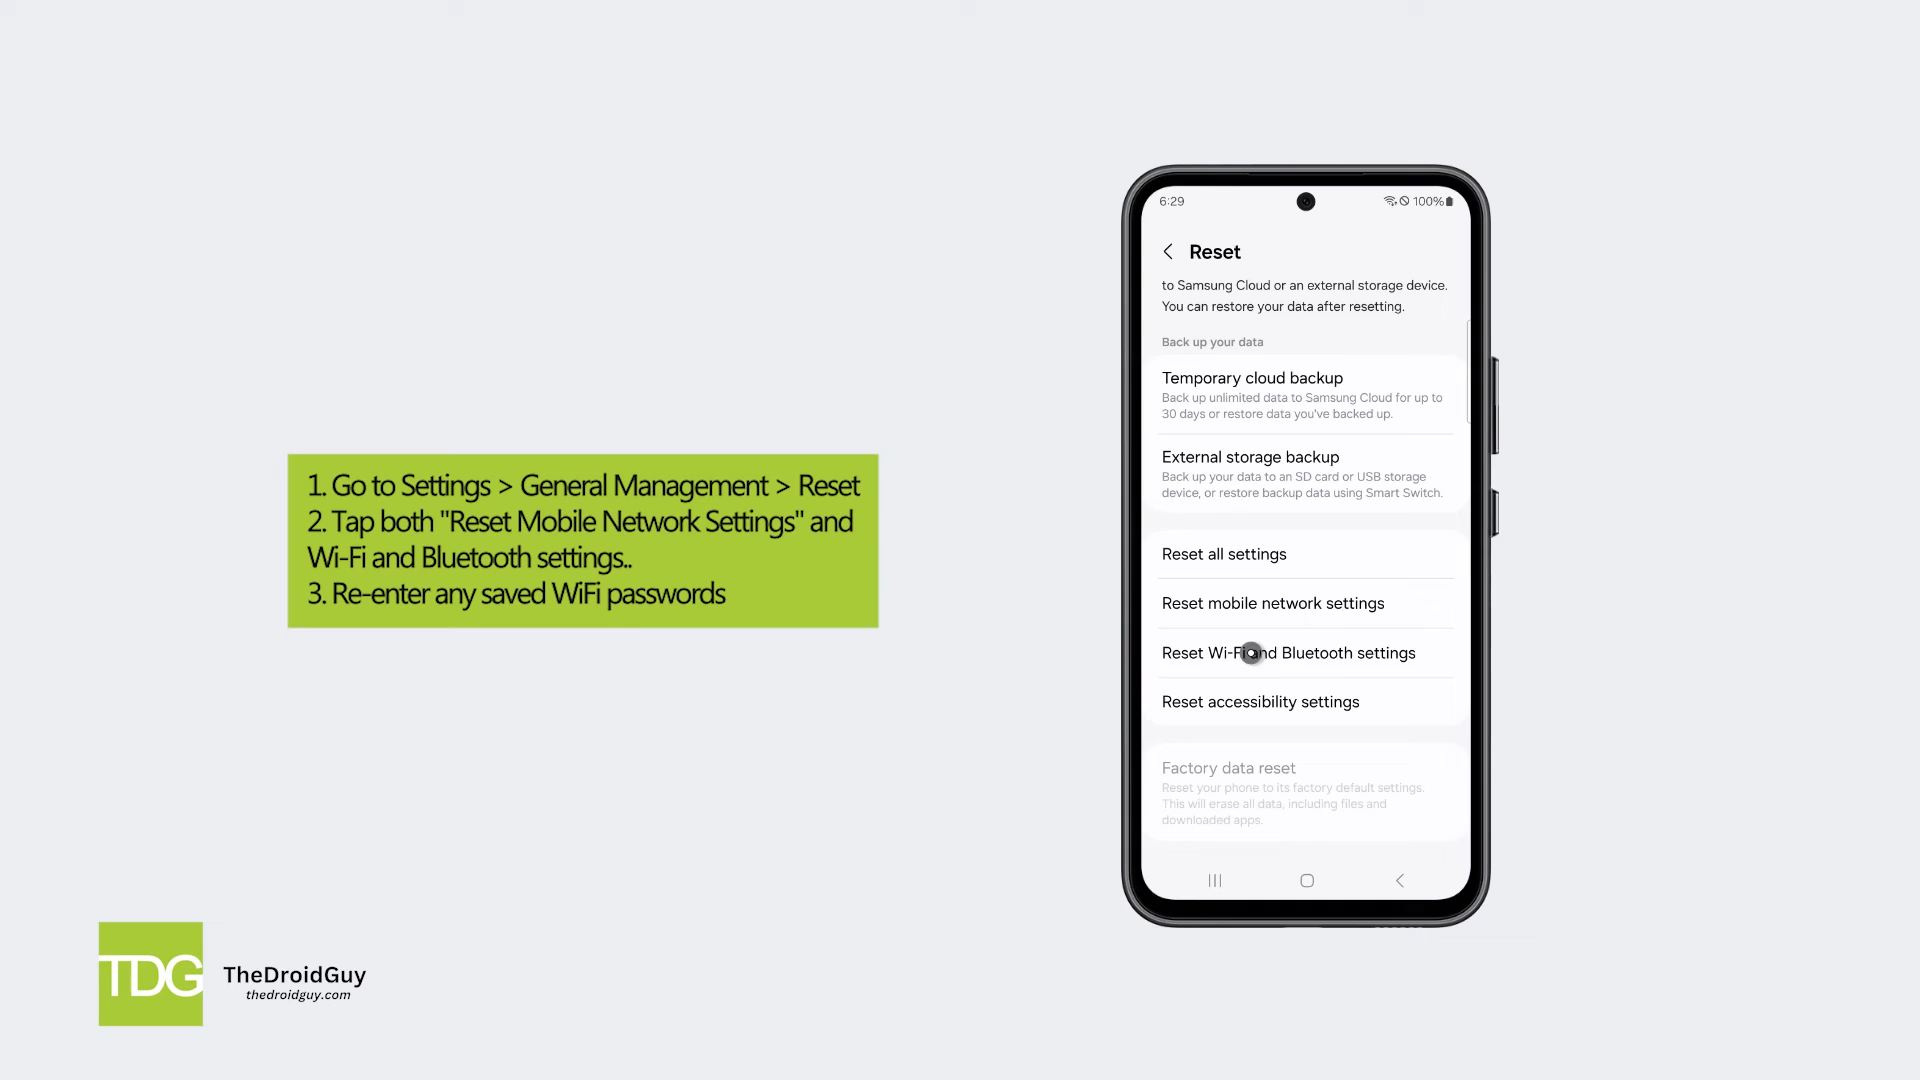 1. Go to Settings > General Management > Reset
2. Tap both "Reset Mobile Network Settings" and
Wi-Fi and Bluetooth settings..
3. Re-enter any saved WiFi passwords
TDG
TheDroidGuy
thedroidguy.com
6:29
100%
Reset
to Samsung Cloud or an external storage device.
You can restore your data after resetting.
Back up your data
Temporary cloud backup
Back up unlimited data to Samsung Cloud for up to
30 days or restore data you've backed up.
External storage backup
Back up your data to an SD card or USB storage
device, or restore backup data using Smart Switch.
Reset all settings
Reset mobile network settings
Reset Wi-Fi and Bluetooth settings
Reset accessibility settings
Factory data reset
Reset your phone to its factory default settings.
This will erase all data, including files and
downloaded apps.